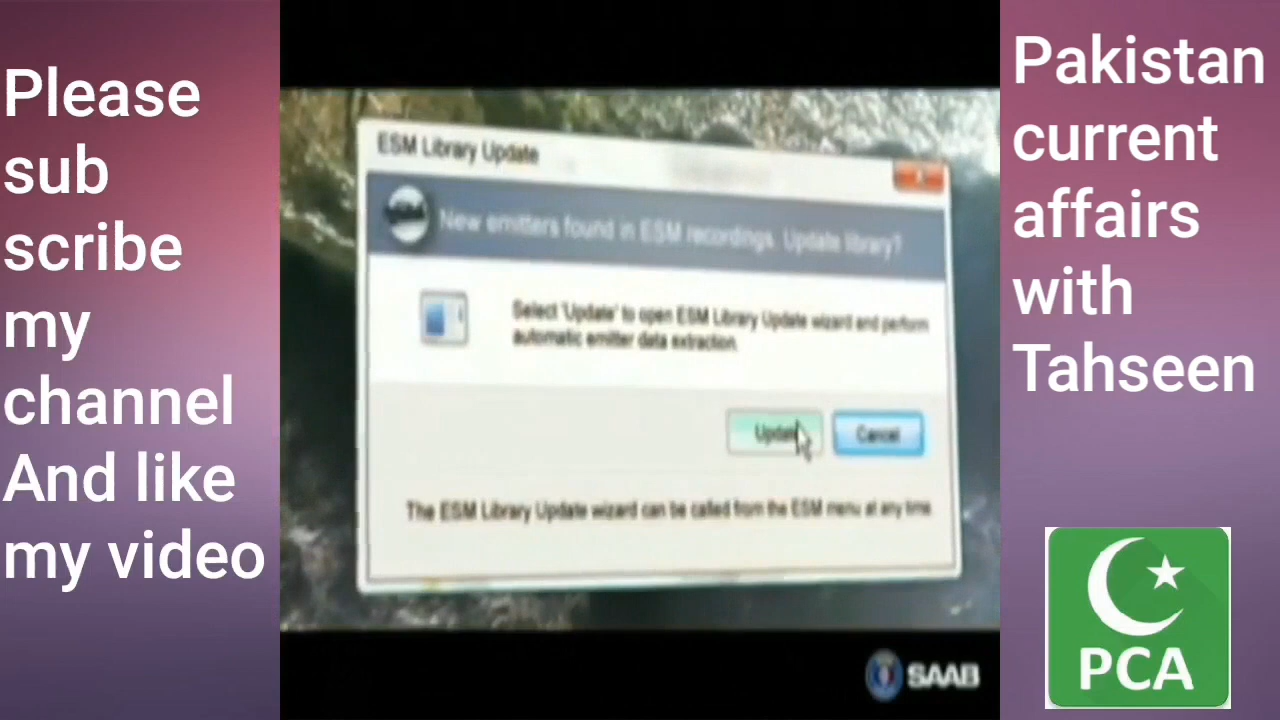 Please
sub
scribe
my
channel
And like
my video
ESM Library Update
New emitters found in ESM recordings. Update library?
Select 'Update' to open ESM Library Update wizard and perform
automatic emitter data extraction.
Update
Cancel
The ESM Library Update wizard can be called from the ESM menu at any time
SAAB
Pakistan
current
affairs
with
Tahseen
PCA